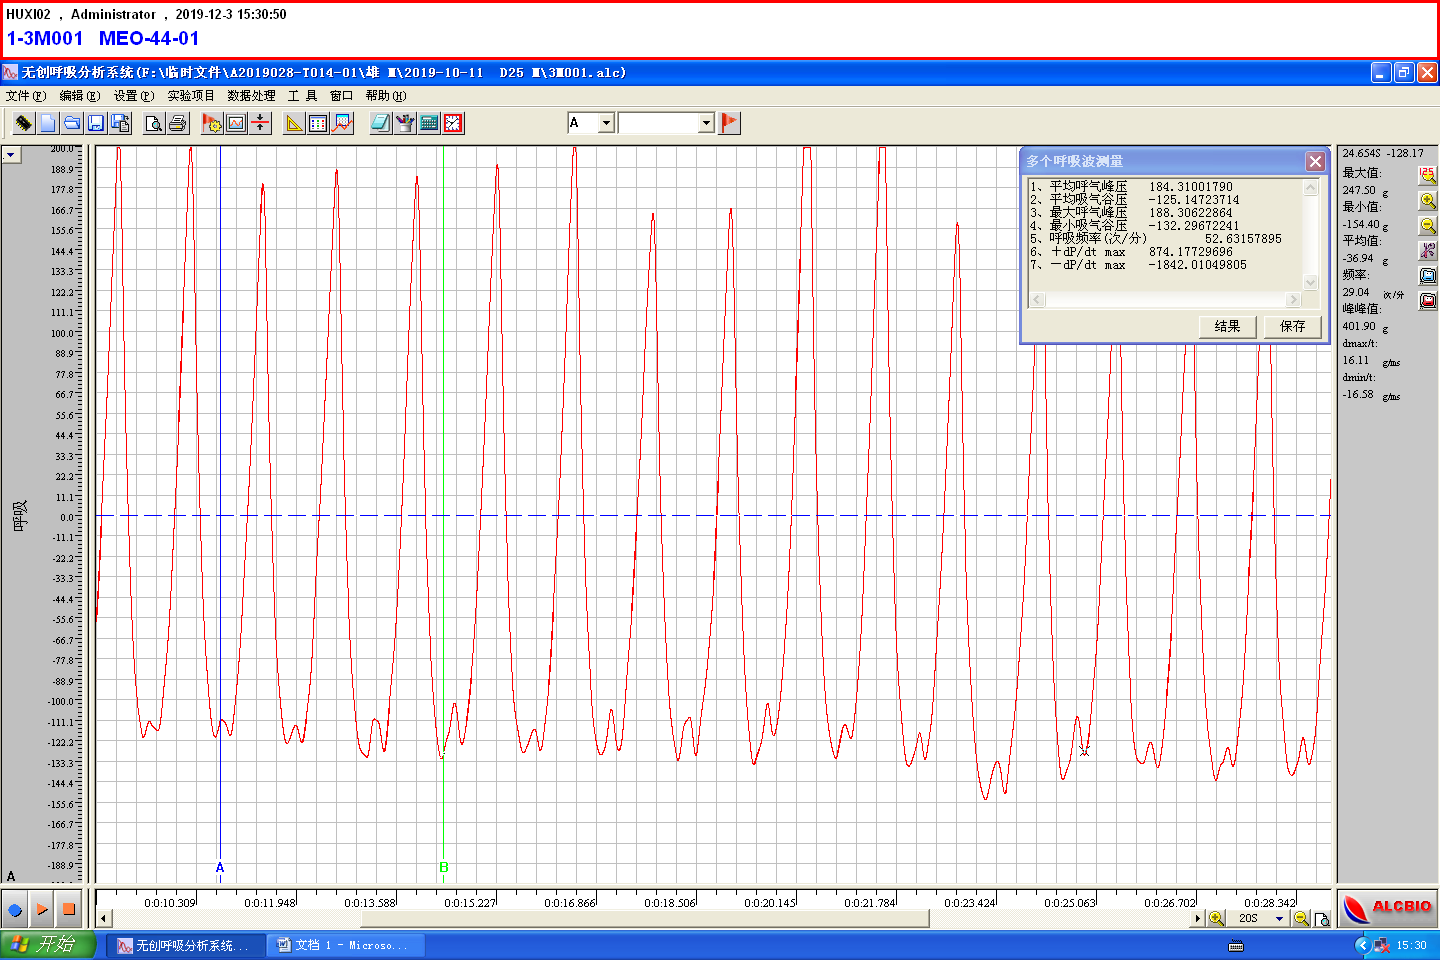 HUXI02 , Administrator , 2019-12-3 15:30:50
1-3M001 MEO-44-01
无创呼吸分析系统(F:\临时文件\A2019028-T014-01\雄 M\2019-10-11 D25 M\3M001.alc)
文件(F) 编辑(E) 设置(P) 实验项目 数据处理 工 具 窗口 帮助(H)
A
200.0
188.9
177.8
166.7
155.6
144.4
133.3
122.2
111.1
100.0
88.9
77.8
66.7
55.6
44.4
33.3
22.2
11.1
0.0
-11.1
-22.2
-33.3
-44.4
-55.6
-66.7
-77.8
-88.9
-100.0
-111.1
-122.2
-133.3
-144.4
-155.6
-166.7
-177.8
-188.9
呼吸
A
A
B
多个呼吸波测量
1、平均呼气峰压 184.31001790
2、平均吸气谷压 -125.14723714
3、最大呼气峰压 188.30622864
4、最小吸气谷压 -132.29672241
5、呼吸频率(次/分) 52.63157895
6、＋dP/dt max 874.17729696
7、－dP/dt max -1842.01049805
结果 保存
24.654S -128.17
最大值:
247.50 g
最小值:
-154.40 g
平均值:
-36.94 g
频率:
29.04 次/分
峰峰值:
401.90 g
dmax/t:
16.11 g/ms
dmin/t:
-16.58 g/ms
125
0:0:10.309 0:0:11.948 0:0:13.588 0:0:15.227 0:0:16.866 0:0:18.506 0:0:20.145 0:0:21.784 0:0:23.424 0:0:25.063 0:0:26.702 0:0:28.342
20S
ALCBIO
开始 无创呼吸分析系统... 文档 1 - Microso... 15:30